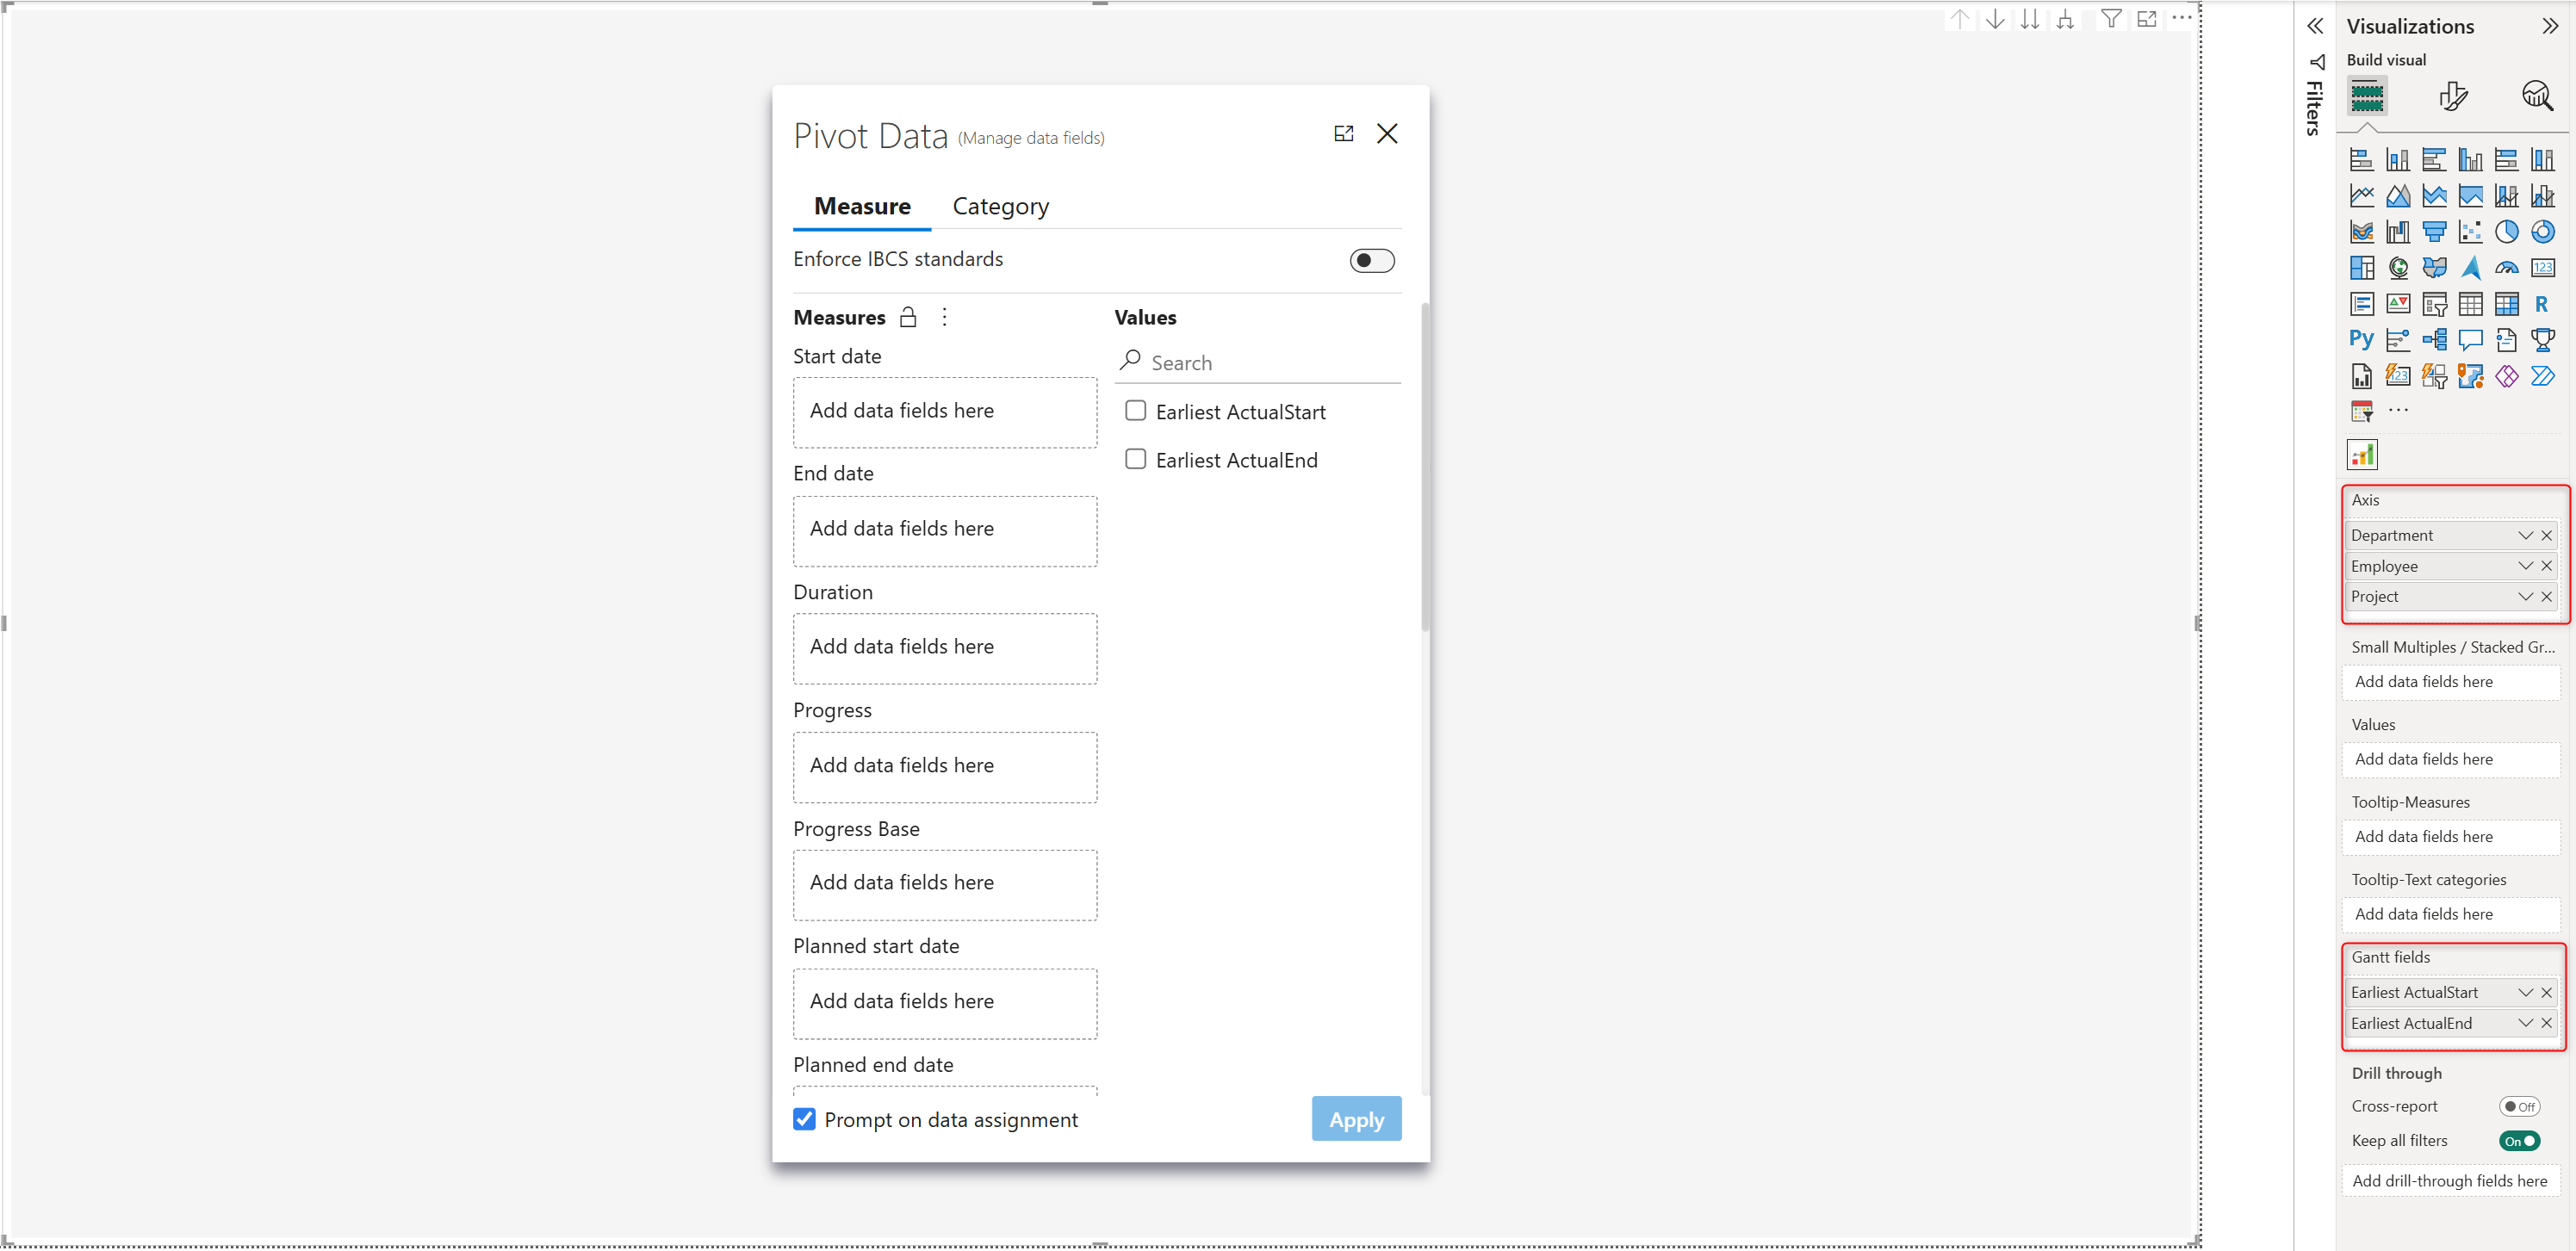 Pivot Data (Manage data fields)
Measure Category
Enforce IBCS standards
Measures
Start date
Add data fields here
End date
Add data fields here
Duration
Add data fields here
Progress
Add data fields here
Progress Base
Add data fields here
Planned start date
Add data fields here
Planned end date
Values
Search
Earliest ActualStart
Earliest ActualEnd
Prompt on data assignment
Apply
Filters
Visualizations
Build visual
123
R
Py
123
Axis
Department
Employee
Project
Small Multiples / Stacked Gr...
Add data fields here
Values
Add data fields here
Tooltip-Measures
Add data fields here
Tooltip-Text categories
Add data fields here
Gantt fields
Earliest ActualStart
Earliest ActualEnd
Drill through
Cross-report Off
Keep all filters On
Add drill-through fields here